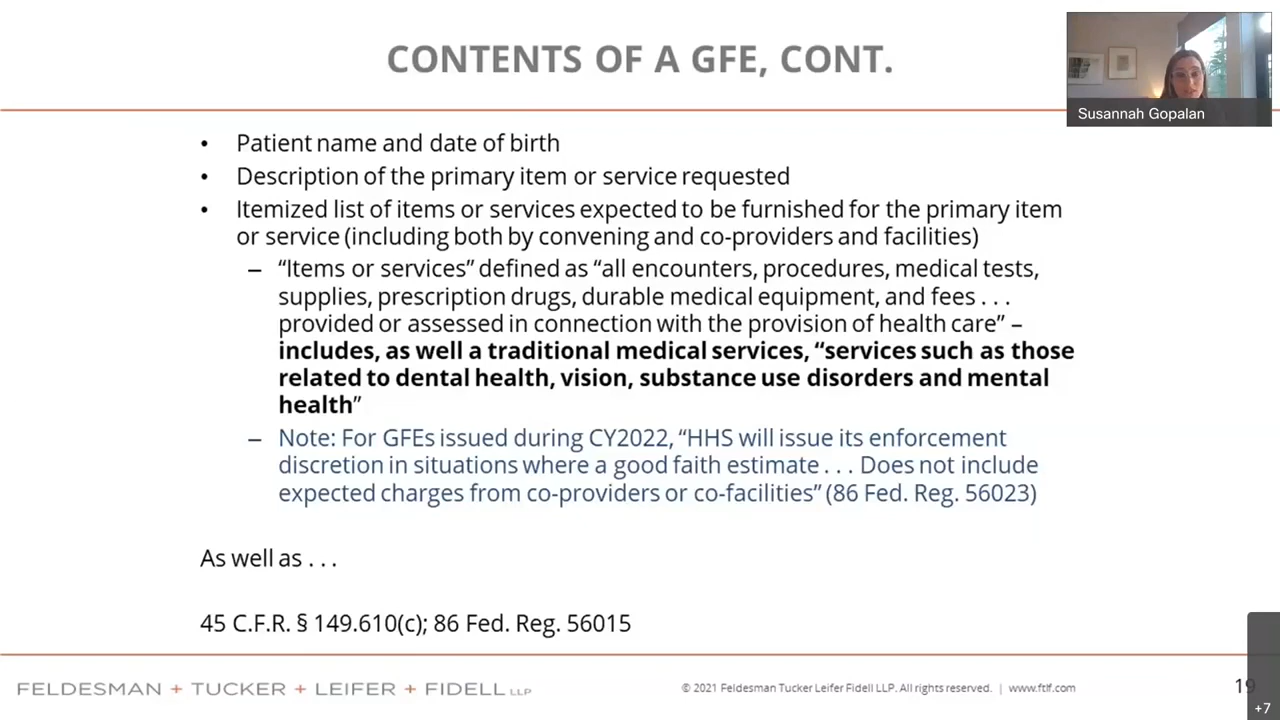 CONTENTS OF A GFE, CONT.
Susannah Gopalan
• Patient name and date of birth
• Description of the primary item or service requested
• Itemized list of items or services expected to be furnished for the primary item
or service (including both by convening and co-providers and facilities)
– “Items or services” defined as “all encounters, procedures, medical tests,
supplies, prescription drugs, durable medical equipment, and fees . . .
provided or assessed in connection with the provision of health care” –
includes, as well a traditional medical services, “services such as those
related to dental health, vision, substance use disorders and mental
health”
– Note: For GFEs issued during CY2022, “HHS will issue its enforcement
discretion in situations where a good faith estimate . . . Does not include
expected charges from co-providers or co-facilities” (86 Fed. Reg. 56023)
As well as . . .
45 C.F.R. § 149.610(c); 86 Fed. Reg. 56015
FELDESMAN + TUCKER + LEIFER + FIDELL LLP
© 2021 Feldesman Tucker Leifer Fidell LLP. All rights reserved. | www.ftlf.com
19
+7